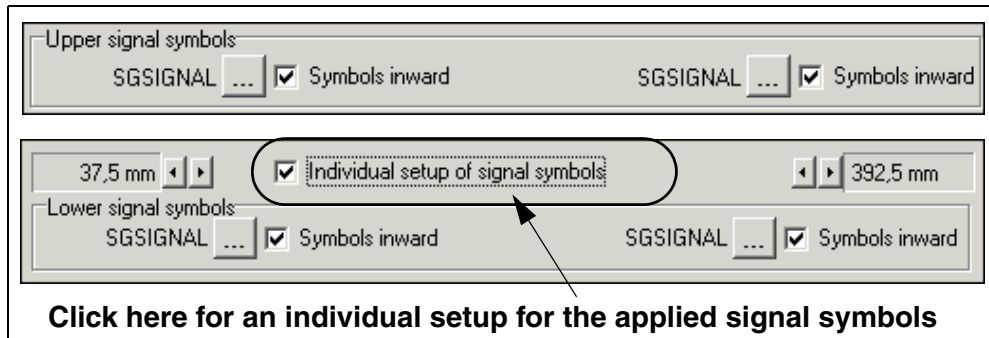 Upper signal symbols
SGSIGNAL ... Symbols inward SGSIGNAL ... Symbols inward
37,5 mm Individual setup of signal symbols 392,5 mm
Lower signal symbols
SGSIGNAL ... Symbols inward SGSIGNAL ... Symbols inward
Click here for an individual setup for the applied signal symbols